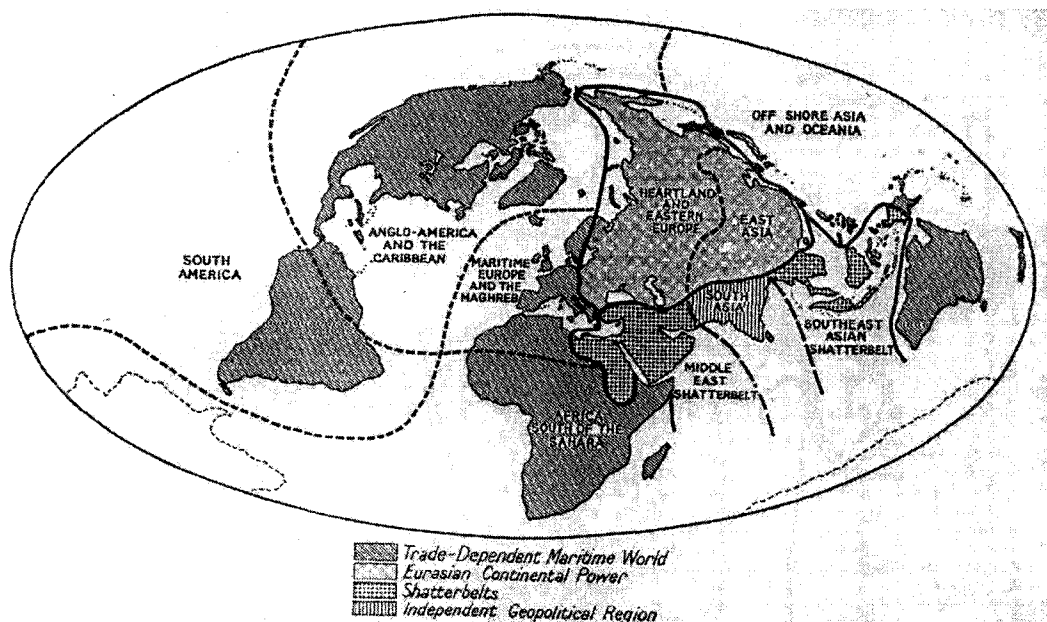 OFF SHORE ASIA
AND OCEANIA
HEARTLAND
AND
EASTERN
EUROPE
EAST
ASIA
ANGLO-AMERICA
AND THE
CARIBBEAN
SOUTH
AMERICA
MARITIME
EUROPE
AND THE
MAGHREB
SOUTH
ASIA
SOUTHEAST
ASIAN
SHATTERBELT
MIDDLE
EAST
SHATTERBELT
AFRICA
SOUTH OF THE
SAHARA
Trade-Dependent Maritime World
Eurasian Continental Power
Shatterbelts
Independent Geopolitical Region